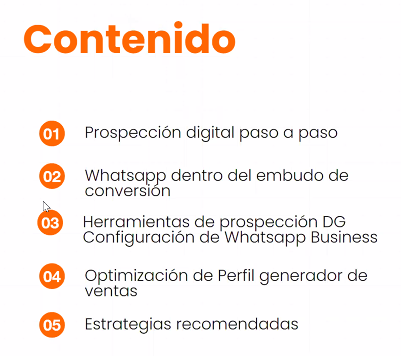 Contenido
01 Prospección digital paso a paso
02 Whatsapp dentro del embudo de
conversión
03 Herramientas de prospección DG
Configuración de Whatsapp Business
04 Optimización de Perfil generador de
ventas
05 Estrategias recomendadas